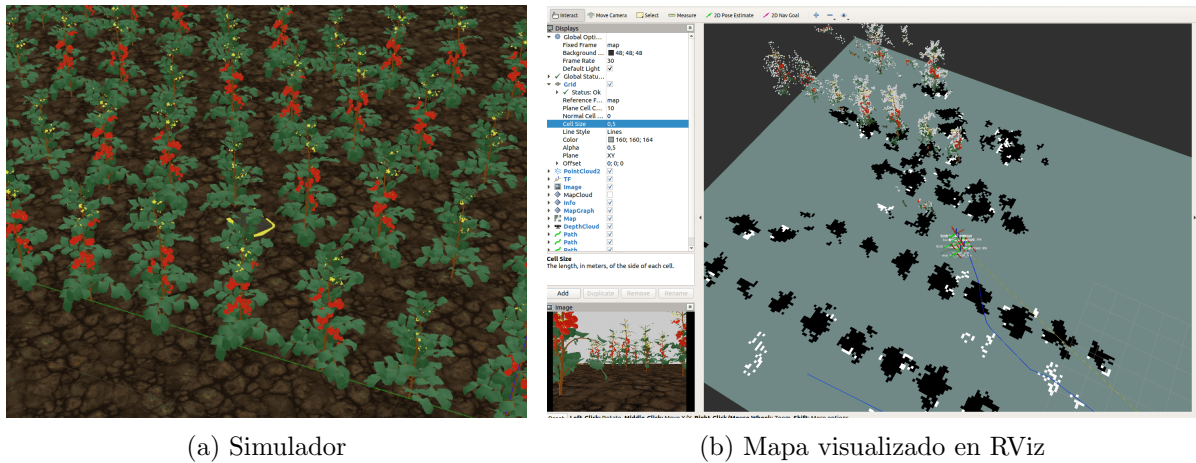 Interact Move Camera Select Measure 2D Pose Estimate 2D Nav Goal
Displays
Global Opti...
Fixed Frame map
Background ... 48; 48; 48
Frame Rate 30
Default Light
Global Statu...
Grid
Status: Ok
Reference F... map
Plane Cell C... 10
Normal Cell ... 0
Cell Size 0,5
Line Style Lines
Color 160; 160; 164
Alpha 0,5
Plane XY
Offset 0; 0; 0
PointCloud2
TF
Image
MapCloud
Info
MapGraph
Map
DepthCloud
Path
Path
Path
Cell Size
The length, in meters, of the side of each cell.
Add Duplicate Remove Rename
Image
(a) Simulador
(b) Mapa visualizado en RViz